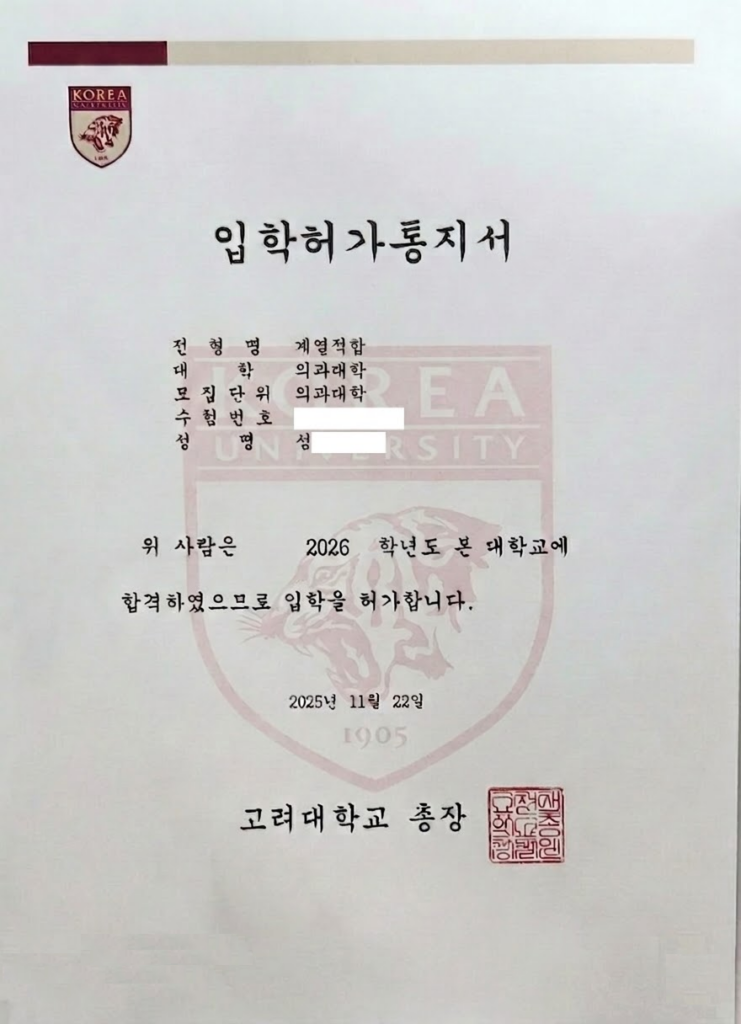 KOREA
입학허가통지서
전 형 명 계열적합
대 학 의과대학
모집단위 의과대학
수험번호
성 명 성
KOREA
UNIVERSITY
위 사람은 2026 학년도 본 대학교에
합격하였으므로 입학을 허가합니다.
2025년 11월 22일
1905
고려대학교 총장